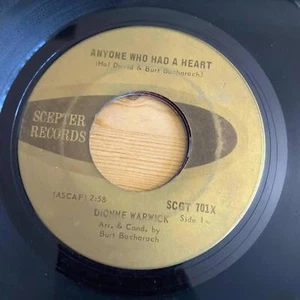 ANYONE WHO HAD A HEART
(Hal David & Burt Bacharach)
SCEPTER
RECORDS
(ASCAP) 2:58
SCGT 701X
Side 1
DIONNE WARWICK
Arr. & Cond. by
Burt Bacharach